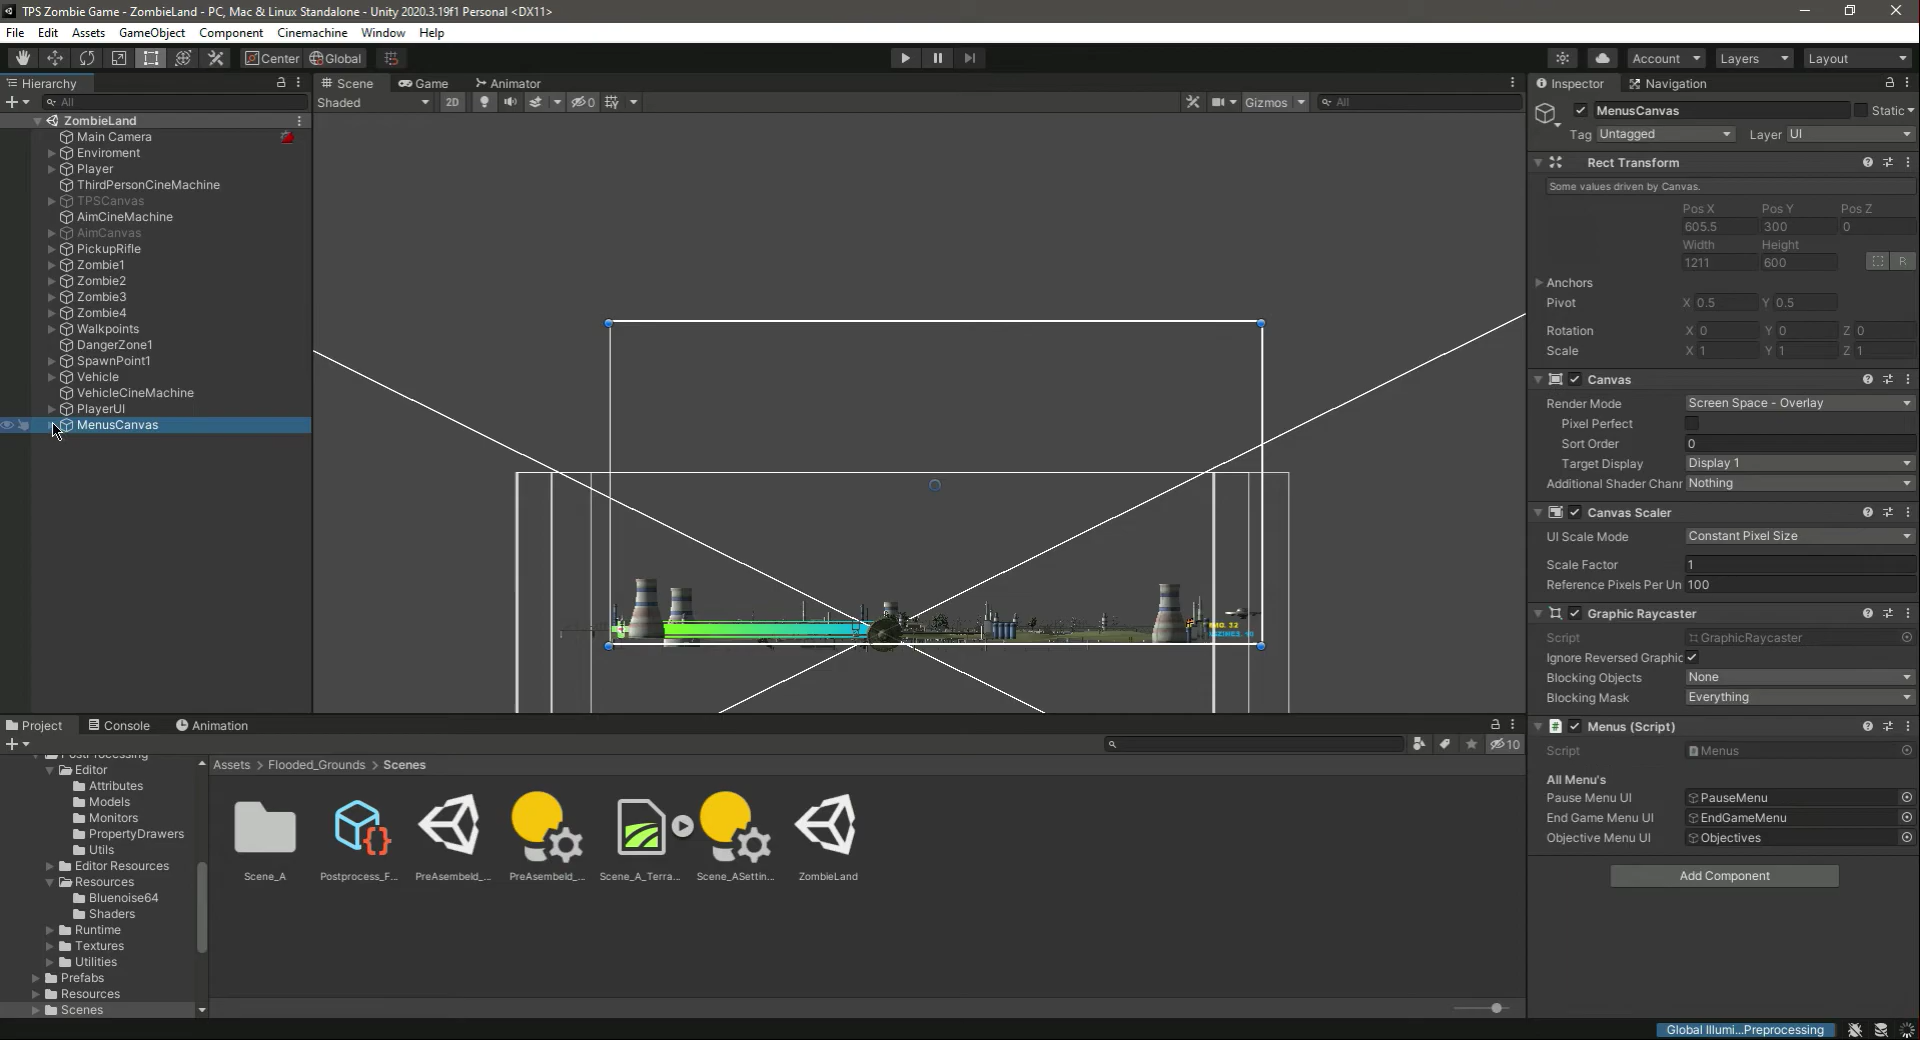 TPS Zombie Game - ZombieLand - PC, Mac & Linux Standalone - Unity 2020.3.19f1 Personal <DX11>
File Edit Assets GameObject Component Cinemachine Window Help
Center Global Account Layers Layout
Hierarchy
All
ZombieLand
Main Camera
Enviroment
Player
ThirdPersonCineMachine
TPSCanvas
AimCineMachine
AimCanvas
PickupRifle
Zombie1
Zombie2
Zombie3
Zombie4
Walkpoints
DangerZone1
SpawnPoint1
Vehicle
VehicleCineMachine
PlayerUI
MenusCanvas
Scene Game Animator
Shaded 2D 0 Gizmos All
Inspector Navigation
MenusCanvas Static
Tag Untagged Layer UI
Rect Transform
Some values driven by Canvas.
Pos X Pos Y Pos Z
605.5 300 0
Width Height
1211 600 R
Anchors
Pivot X 0.5 Y 0.5
Rotation X 0 Y 0 Z 0
Scale X 1 Y 1 Z 1
Canvas
Render Mode Screen Space - Overlay
Pixel Perfect
Sort Order 0
Target Display Display 1
Additional Shader Chanr Nothing
Canvas Scaler
UI Scale Mode Constant Pixel Size
Scale Factor 1
Reference Pixels Per Un 100
Graphic Raycaster
Script GraphicRaycaster
Ignore Reversed Graphic
Blocking Objects None
Blocking Mask Everything
Menus (Script)
Script Menus
All Menu's
Pause Menu UI PauseMenu
End Game Menu UI EndGameMenu
Objective Menu UI Objectives
Add Component
Project Console Animation
10
Editor
Attributes
Models
Monitors
PropertyDrawers
Utils
Editor Resources
Resources
Bluenoise64
Shaders
Runtime
Textures
Utilities
Prefabs
Resources
Scenes
Assets > Flooded_Grounds > Scenes
Scene_A Postprocess_F... PreAsembeld_... PreAsembeld_... Scene_A_Terra... Scene_ASettin... ZombieLand
Global Illumi...Preprocessing